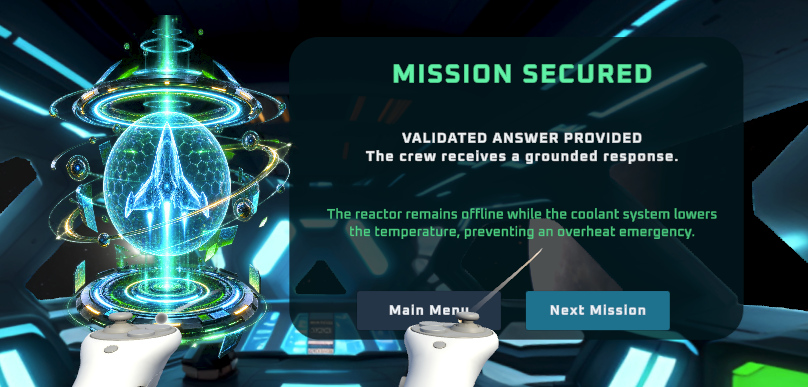 MISSION SECURED
VALIDATED ANSWER PROVIDED
The crew receives a grounded response.
The reactor remains offline while the coolant system lowers
the temperature, preventing an overheat emergency.
Main Menu
Next Mission